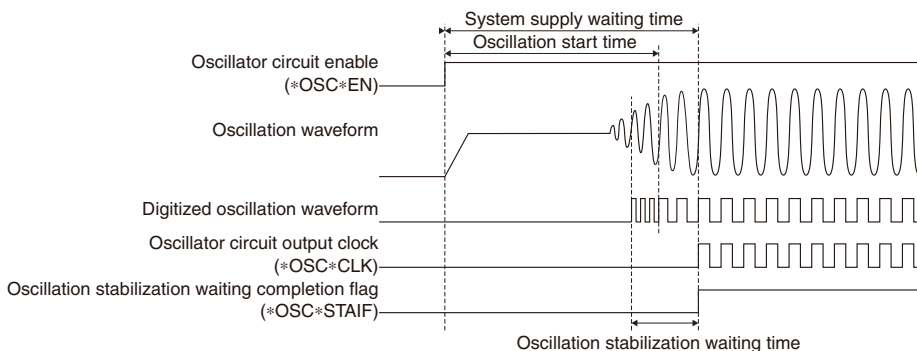 System supply waiting time
Oscillation start time
Oscillator circuit enable
(*OSC*EN)
Oscillation waveform
Digitized oscillation waveform
Oscillator circuit output clock
(*OSC*CLK)
Oscillation stabilization waiting completion flag
(*OSC*STAIF)
Oscillation stabilization waiting time